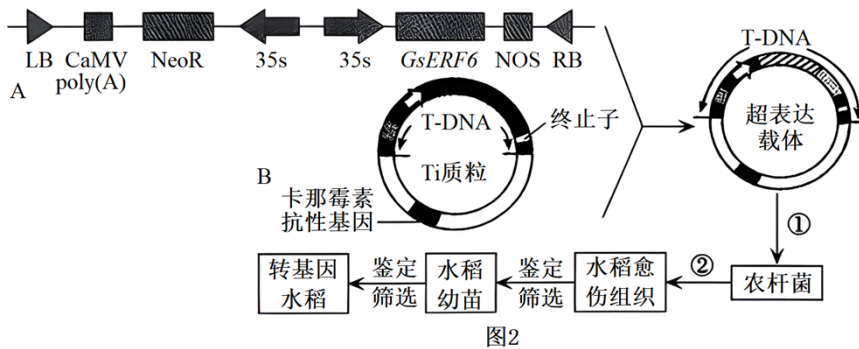 LB CaMV poly(A) NeoR 35s 35s GsERF6 NOS RB
A
T-DNA
终止子
Ti质粒
B
卡那霉素
抗性基因
T-DNA
超表达
载体
①
农杆菌
②
水稻愈
伤组织
鉴定
筛选
水稻
幼苗
鉴定
筛选
转基因
水稻
图2